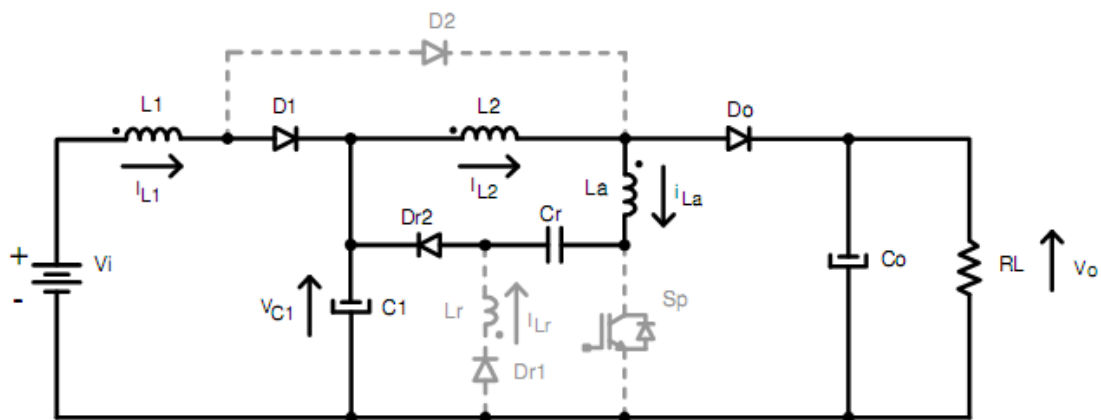 D2
L1
D1
L2
Do
IL1
IL2
La
iLa
Dr2
Cr
+
Vi
-
VC1
C1
Lr
ILr
Dr1
Sp
Co
RL
Vo